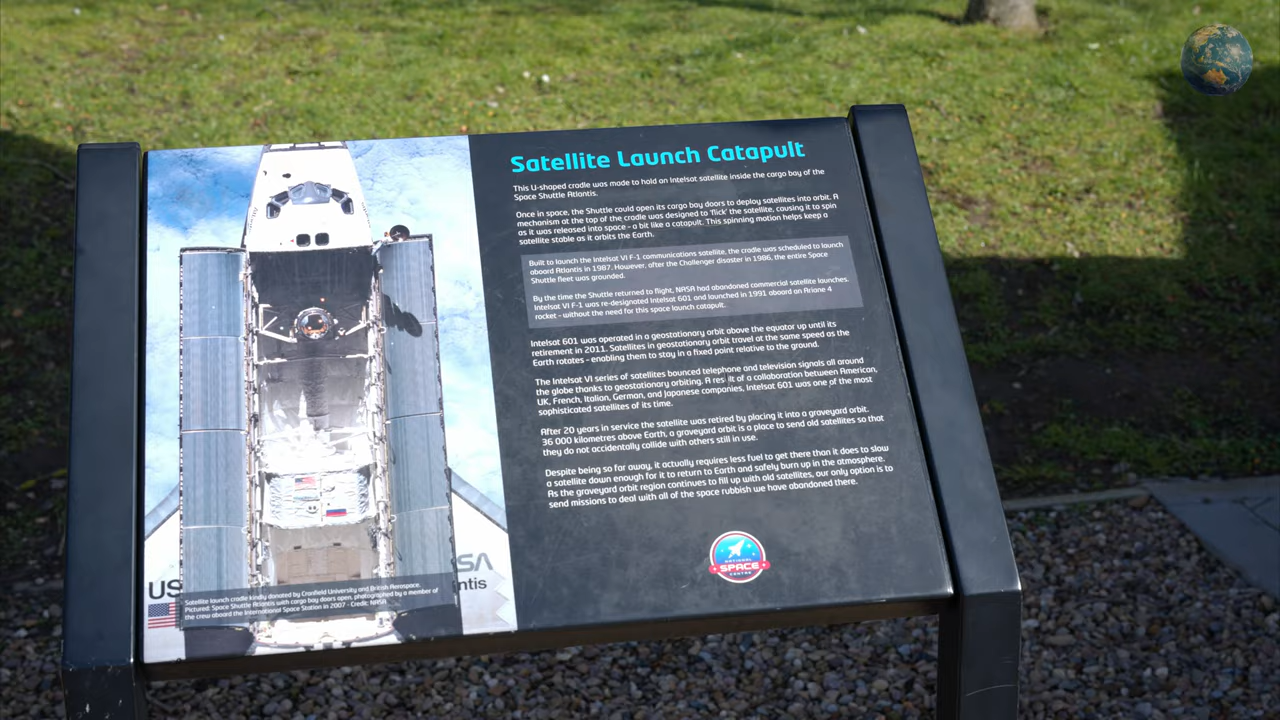 Satellite Launch Catapult
This U-shaped cradle was made to hold an Intelsat satellite inside the cargo bay of the
Space Shuttle Atlantis.
Once in space, the Shuttle could open its cargo bay doors to deploy satellites into orbit. A
mechanism at the top of the cradle was designed to 'flick' the satellite, causing it to spin
as it was released into space - a bit like a catapult. This spinning motion helps keep a
satellite stable as it orbits the Earth.
Built to launch the Intelsat VI F-1 communications satellite, the cradle was scheduled to launch
aboard Atlantis in 1987. However, after the Challenger disaster in 1986, the entire Space
Shuttle fleet was grounded.
By the time the Shuttle returned to flight, NASA had abandoned commercial satellite launches.
Intelsat VI F-1 was re-designated Intelsat 601 and launched in 1991 aboard an Ariane 4
rocket - without the need for this space launch catapult.
Intelsat 601 was operated in a geostationary orbit above the equator up until its
retirement in 2011. Satellites in geostationary orbit travel at the same speed as the
Earth rotates - enabling them to stay in a fixed point relative to the ground.
The Intelsat VI series of satellites bounced telephone and television signals all around
the globe thanks to geostationary orbiting. A res lt of a collaboration between American,
UK, French, Italian, German, and Japanese companies, Intelsat 601 was one of the most
sophisticated satellites of its time.
After 20 years in service the satellite was retired by placing it into a graveyard orbit.
36 000 kilometres above Earth, a graveyard orbit is a place to send old satellites so that
they do not accidentally collide with others still in use.
Despite being so far away, it actually requires less fuel to get there than it does to slow
a satellite down enough for it to return to Earth and safely burn up in the atmosphere.
As the graveyard orbit region continues to fill up with old satellites, our only option is to
send missions to deal with all of the space rubbish we have abandoned there.
NATIONAL
SPACE
CENTRE
US
SA
ntis
Satellite launch cradle kindly donated by Cranfield University and British Aerospace.
Pictured: Space Shuttle Atlantis with cargo bay doors open, photographed by a member of
the crew aboard the International Space Station in 2007 - Credit: NASA